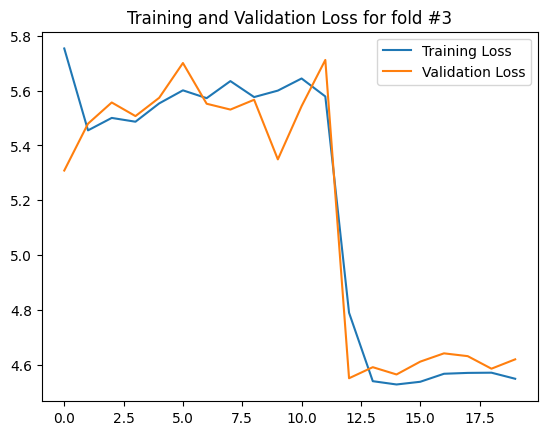 Training and Validation Loss for fold #3
Training Loss
Validation Loss
5.8
5.6
5.4
5.2
5.0
4.8
4.6
0.0 2.5 5.0 7.5 10.0 12.5 15.0 17.5